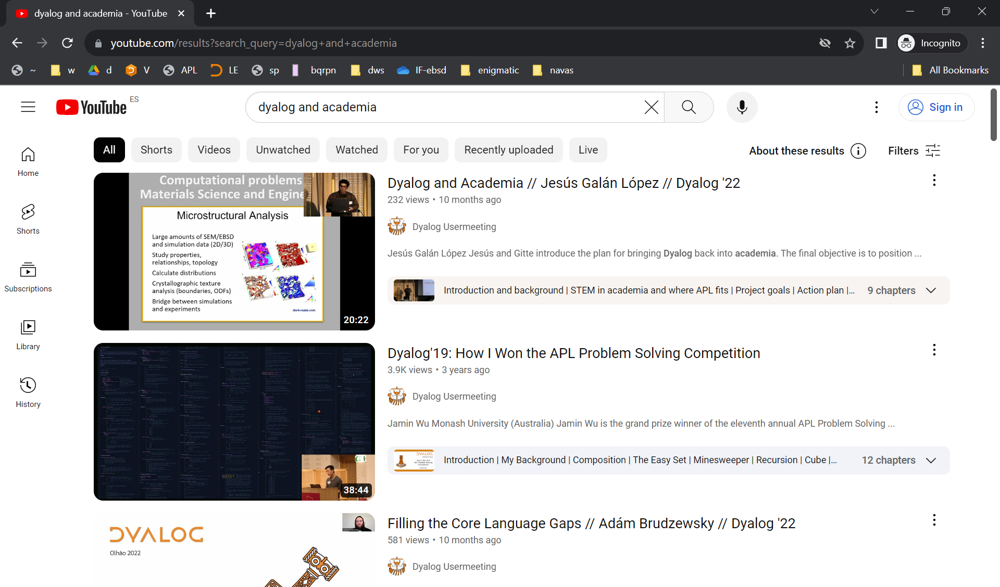 dyalog and academia - YouTube
youtube.com/results?search_query=dyalog+and+academia
Incognito
~ w d V APL LE sp bqrpn dws IF-ebsd enigmatic navas All Bookmarks
YouTube ES
dyalog and academia
Sign in
All Shorts Videos Unwatched Watched For you Recently uploaded Live
About these results Filters
Home
Shorts
Subscriptions
Library
History
Computational problems
Materials Science and Engine
Microstructural Analysis
Large amounts of SEM/EBSD
and simulation data (2D/3D)
Study properties,
relationships, topology
Calculate distributions
Crystallographic texture
analysis (boundaries, ODFs)
Bridge between simulations
and experiments
dierk-raabe.com
20:22
Dyalog and Academia // Jesús Galán López // Dyalog '22
232 views • 10 months ago
Dyalog Usermeeting
Jesús Galán López Jesús and Gitte introduce the plan for bringing Dyalog back into academia. The final objective is to position ...
Introduction and background | STEM in academia and where APL fits | Project goals | Action plan |... 9 chapters
38:44
Dyalog'19: How I Won the APL Problem Solving Competition
3.9K views • 3 years ago
Dyalog Usermeeting
Jamin Wu Monash University (Australia) Jamin Wu is the grand prize winner of the eleventh annual APL Problem Solving ...
DYALOG
Introduction | My Background | Composition | The Easy Set | Minesweeper | Recursion | Cube |... 12 chapters
DYALOG
Olhão 2022
Filling the Core Language Gaps // Adám Brudzewsky // Dyalog '22
581 views • 10 months ago
Dyalog Usermeeting